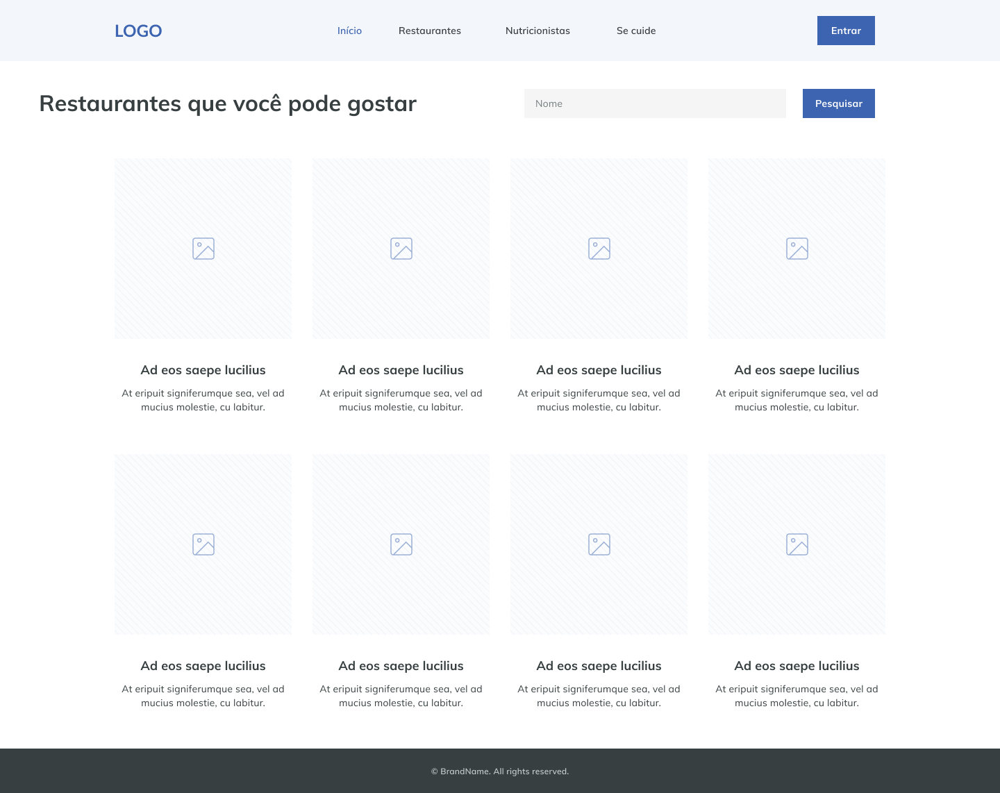 LOGO
Início
Restaurantes
Nutricionistas
Se cuide
Entrar
Restaurantes que você pode gostar
Nome
Pesquisar
Ad eos saepe lucilius
At eripuit signiferumque sea, vel ad
mucius molestie, cu labitur.
Ad eos saepe lucilius
At eripuit signiferumque sea, vel ad
mucius molestie, cu labitur.
Ad eos saepe lucilius
At eripuit signiferumque sea, vel ad
mucius molestie, cu labitur.
Ad eos saepe lucilius
At eripuit signiferumque sea, vel ad
mucius molestie, cu labitur.
Ad eos saepe lucilius
At eripuit signiferumque sea, vel ad
mucius molestie, cu labitur.
Ad eos saepe lucilius
At eripuit signiferumque sea, vel ad
mucius molestie, cu labitur.
Ad eos saepe lucilius
At eripuit signiferumque sea, vel ad
mucius molestie, cu labitur.
Ad eos saepe lucilius
At eripuit signiferumque sea, vel ad
mucius molestie, cu labitur.
© BrandName. All rights reserved.